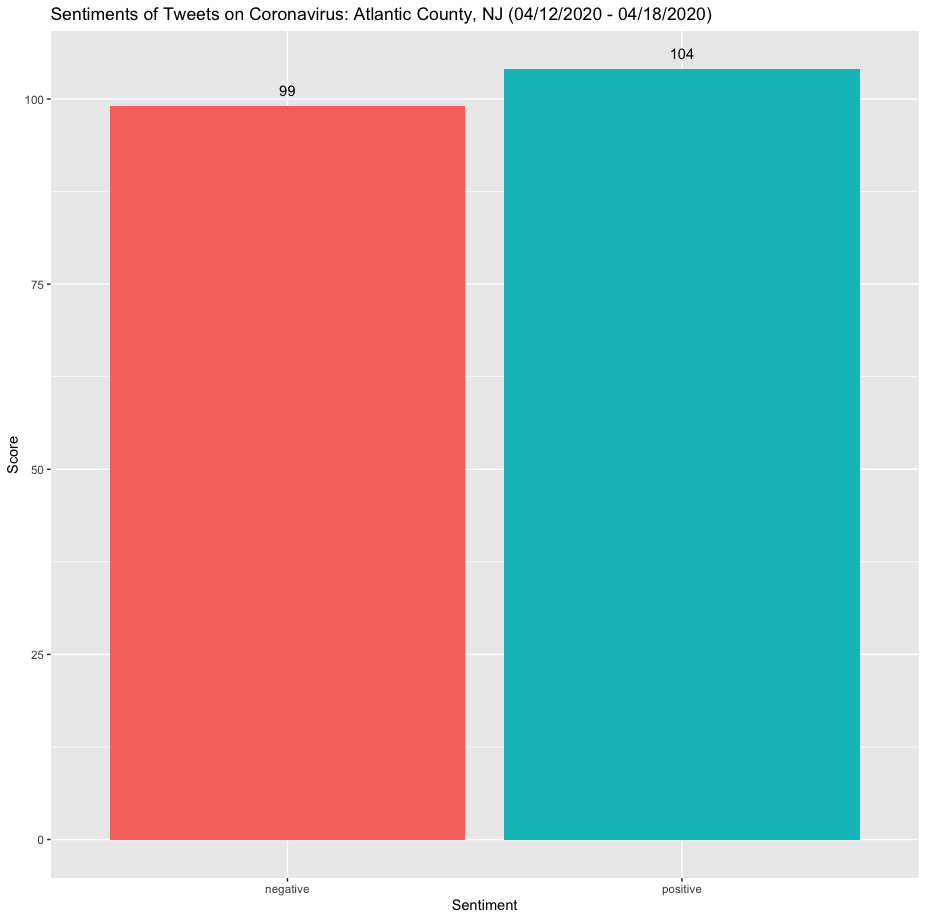 Sentiments of Tweets on Coronavirus: Atlantic County, NJ (04/12/2020 - 04/18/2020)
104
99
100
75
50
25
0
Score
negative
positive
Sentiment